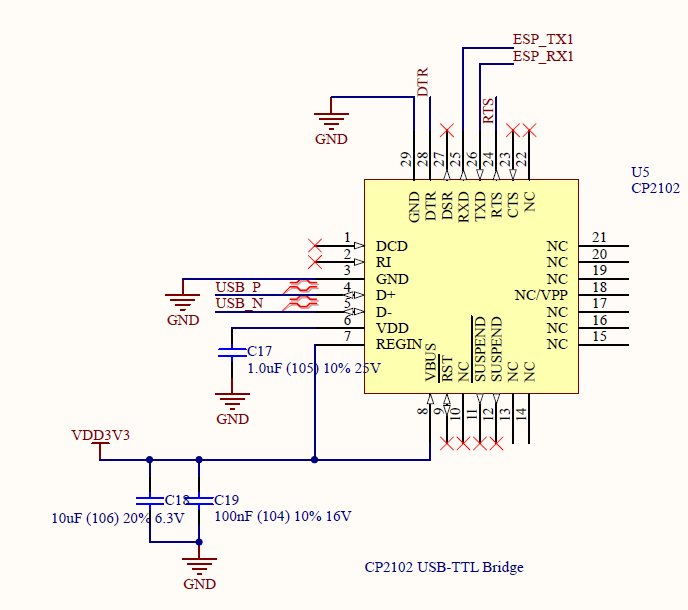 ESP_TX1
ESP_RX1
DTR
RTS
GND
29
28
27
25
26
24
23
22
U5
CP2102
GND
DTR
DSR
RXD
TXD
RTS
CTS
NC
1 DCD
2 RI
3 GND
USB_P 4 D+
USB_N 5 D-
6 VDD
7 REGIN
NC 21
NC 20
NC 19
NC/VPP 18
NC 17
NC 16
NC 15
GND
C17
1.0uF (105) 10% 25V
GND
VBUS
RST
NC
SUSPEND
SUSPEND
NC
NC
8
9
10
11
12
13
14
VDD3V3
C18
10uF (106) 20% 6.3V
C19
100nF (104) 10% 16V
GND
CP2102 USB-TTL Bridge